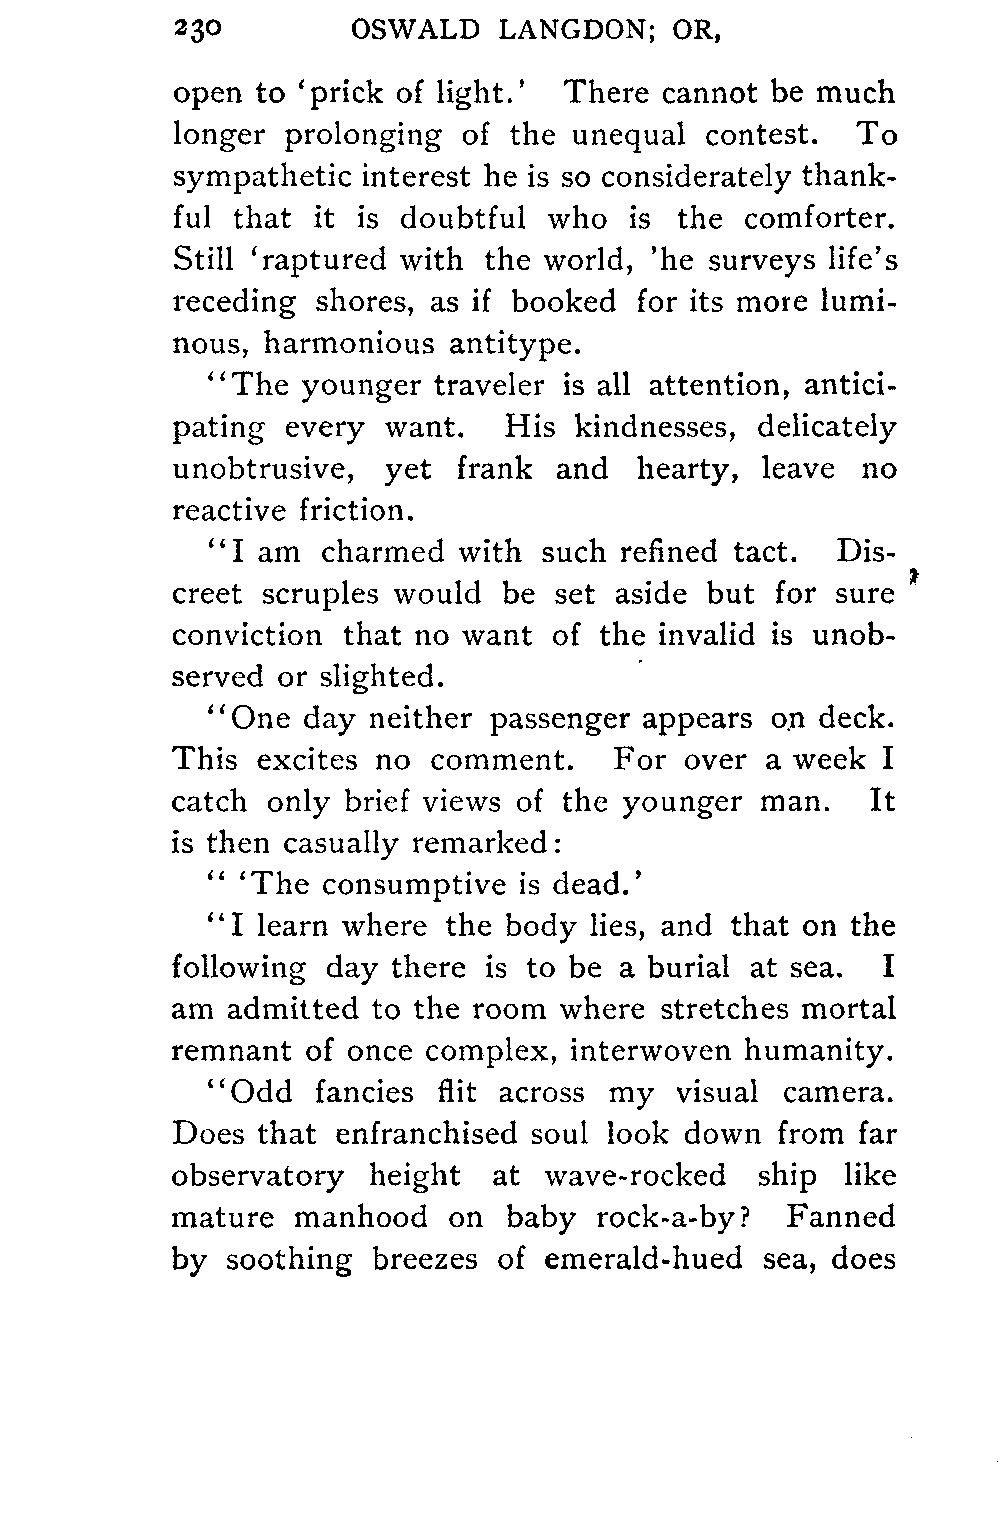 230 OSWALD LANGDON; OR,
open to ‘prick of light.’ There cannot be much
longer prolonging of the unequal contest. To
sympathetic interest he is so considerately thank-
ful that it is doubtful who is the comforter.
Still ‘raptured with the world, ’he surveys life’s
receding shores, as if booked for its more lumi-
nous, harmonious antitype.
“The younger traveler is all attention, antici-
pating every want. His kindnesses, delicately
unobtrusive, yet frank and hearty, leave no
reactive friction.
“I am charmed with such refined tact. Dis-
creet scruples would be set aside but for sure
conviction that no want of the invalid is unob-
served or slighted.
“One day neither passenger appears on deck.
This excites no comment. For over a week I
catch only brief views of the younger man. It
is then casually remarked:
“ ‘The consumptive is dead.’
“I learn where the body lies, and that on the
following day there is to be a burial at sea. I
am admitted to the room where stretches mortal
remnant of once complex, interwoven humanity.
“Odd fancies flit across my visual camera.
Does that enfranchised soul look down from far
observatory height at wave-rocked ship like
mature manhood on baby rock-a-by? Fanned
by soothing breezes of emerald-hued sea, does